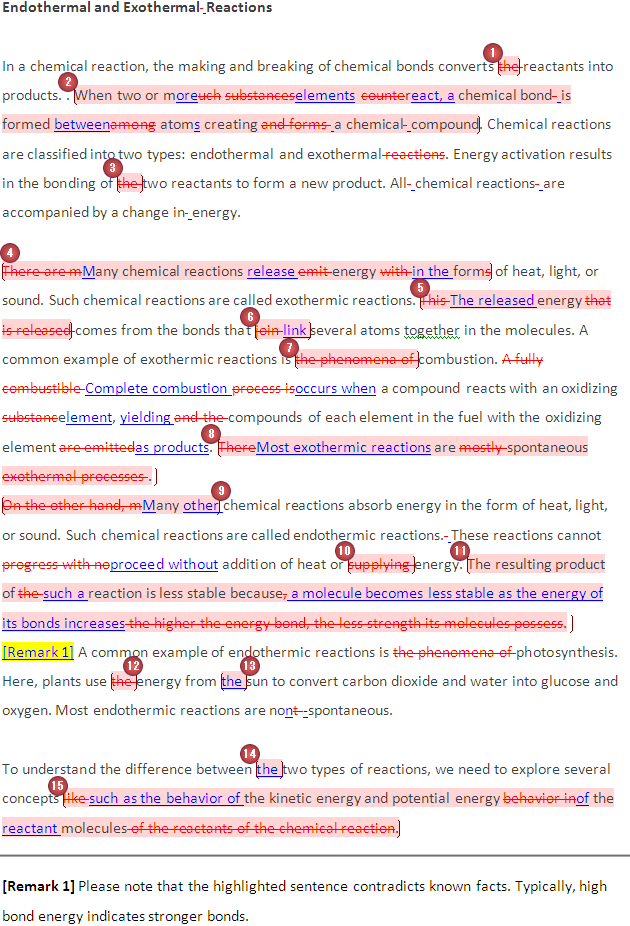 Endothermal and Exothermal- Reactions
1
In a chemical reaction, the making and breaking of chemical bonds converts the reactants into
2
products. . When two or moreuch substanceselements countereact, a chemical bond- is
formed betweenamong atoms creating and forms a chemical- compound. Chemical reactions
are classified into two types: endothermal and exothermal reactions. Energy activation results
3
in the bonding of the two reactants to form a new product. All- chemical reactions- are
accompanied by a change in- energy.
4
There are mMany chemical reactions release emit energy with in the forms of heat, light, or
5
sound. Such chemical reactions are called exothermic reactions. This The released energy that
6
is released comes from the bonds that join link several atoms together in the molecules. A
7
common example of exothermic reactions is the phenomena of combustion. A fully
combustible Complete combustion process isoccurs when a compound reacts with an oxidizing
substanceelement, yielding and the compounds of each element in the fuel with the oxidizing
8
element are emittedas products. ThereMost exothermic reactions are mostly spontaneous
exothermal processes .
9
On the other hand, mMany other chemical reactions absorb energy in the form of heat, light,
or sound. Such chemical reactions are called endothermic reactions.- These reactions cannot
10 11
progress with noproceed without addition of heat or supplying energy. The resulting product
of the such a reaction is less stable because, a molecule becomes less stable as the energy of
its bonds increases the higher the energy bond, the less strength its molecules possess.
[Remark 1] A common example of endothermic reactions is the phenomena of photosynthesis.
12 13
Here, plants use the energy from the sun to convert carbon dioxide and water into glucose and
oxygen. Most endothermic reactions are nont -spontaneous.
14
To understand the difference between the two types of reactions, we need to explore several
15
concepts like such as the behavior of the kinetic energy and potential energy behavior inof the
reactant molecules of the reactants of the chemical reaction.
[Remark 1] Please note that the highlighted sentence contradicts known facts. Typically, high
bond energy indicates stronger bonds.